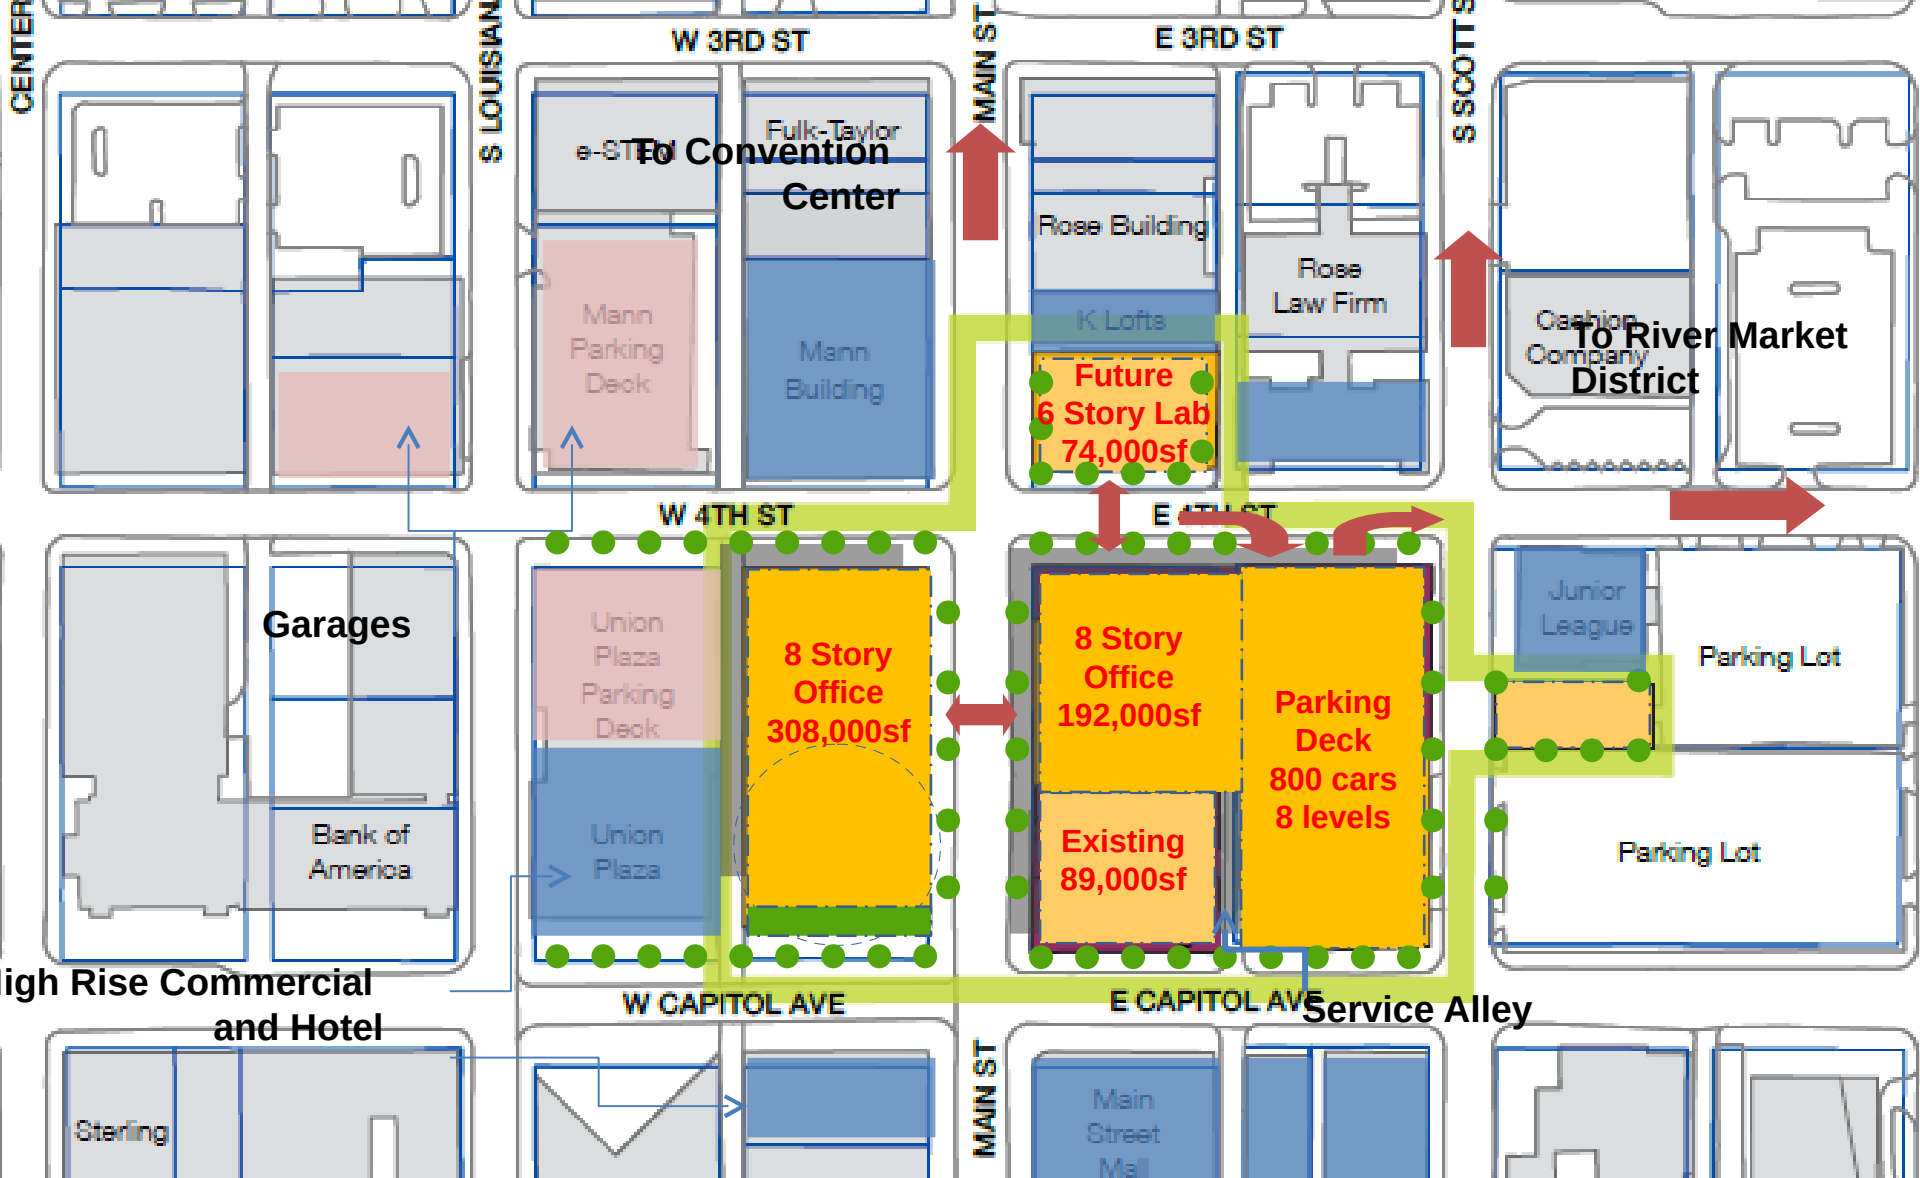 CENTER
S LOUISIAN
W 3RD ST
MAIN ST
E 3RD ST
S SCOTT S
e-STEM
Fulk-Taylor
To Convention
Center
Rose Building
Rose
Law Firm
Mann
Parking
Deck
Mann
Building
K Lofts
Cashion
Company
To River Market
District
Future
6 Story Lab
74,000sf
W 4TH ST
E 4TH ST
Garages
Union
Plaza
Parking
Deck
8 Story
Office
308,000sf
8 Story
Office
192,000sf
Parking
Deck
800 cars
8 levels
Junior
League
Parking Lot
Bank of
America
Union
Plaza
Existing
89,000sf
Parking Lot
igh Rise Commercial
and Hotel
W CAPITOL AVE
E CAPITOL AVE
Service Alley
Sterling
MAIN ST
Main
Street
Mall